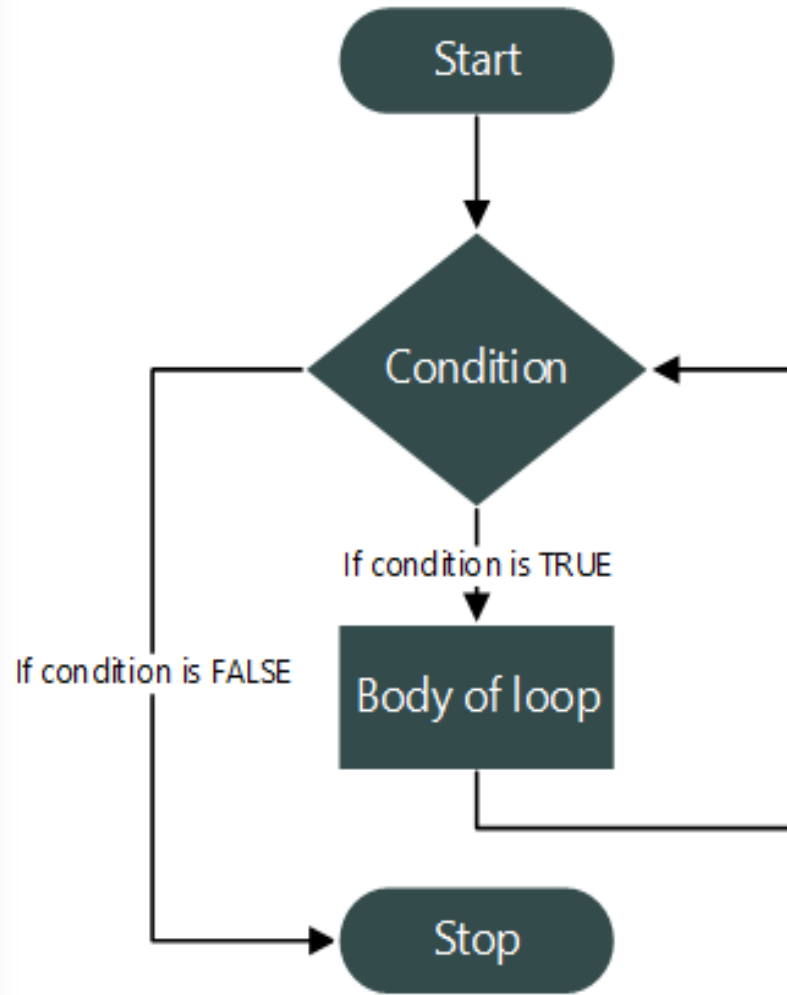 Start
Condition
If condition is TRUE
If condition is FALSE
Body of loop
Stop